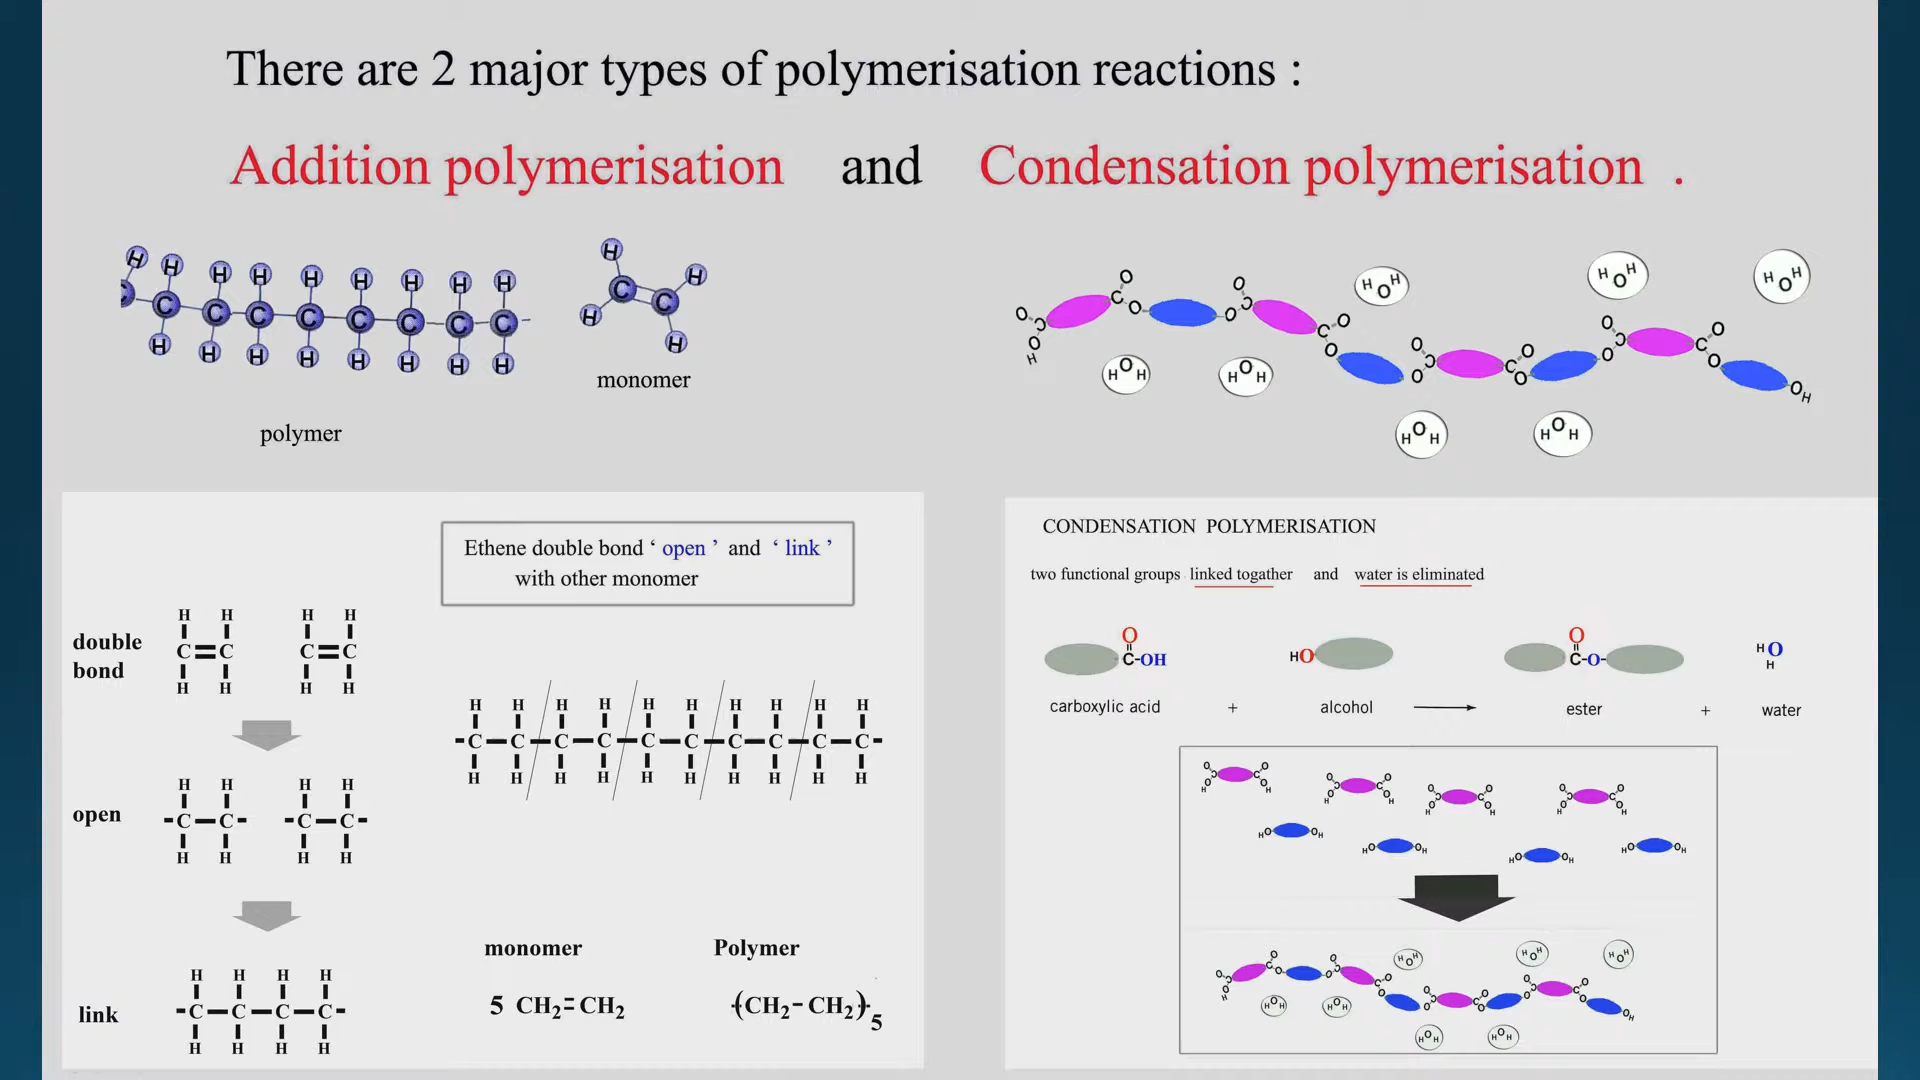 There are 2 major types of polymerisation reactions :
Addition polymerisation and Condensation polymerisation .
H H H H H H H H H
C C C C C C C C C
H H H H H H H H
polymer
H H
C C
H H
monomer
O C O H
C O O
O C
C O
O
O C
C O
O
O C
C O
O
O C
C O
O
O H
H O H
H O H
H O H
H O H
H O H
H O H
H O H
Ethene double bond ‘ open ’ and ‘ link ’
with other monomer
double
bond
H H H H
C=C C=C
H H H H
open
H H H H
-C-C- -C-C-
H H H H
link
H H H H
-C-C-C-C-
H H H H
H H H H H H H H H H
-C-C-C-C-C-C-C-C-C-C-
H H H H H H H H H H
monomer Polymer
5 CH₂=CH₂ -(CH₂-CH₂)-₅
CONDENSATION POLYMERISATION
two functional groups linked togather and water is eliminated
O
C-OH
HO
O
C-O-
H O
H
carboxylic acid + alcohol → ester + water